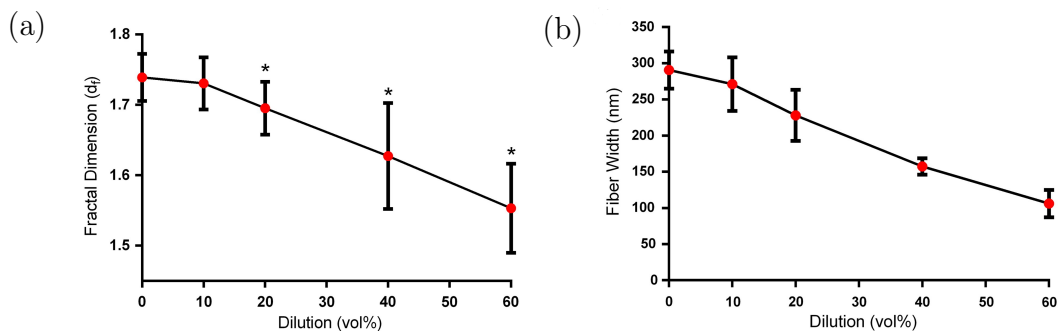 (a)
Fractal Dimension (df)
1.8
1.7
1.6
1.5
*
*
*
0 10 20 30 40 50 60
Dilution (vol%)
(b)
Fiber Width (nm)
350
300
250
200
150
100
50
0
0 10 20 30 40 50 60
Dilution (vol%)